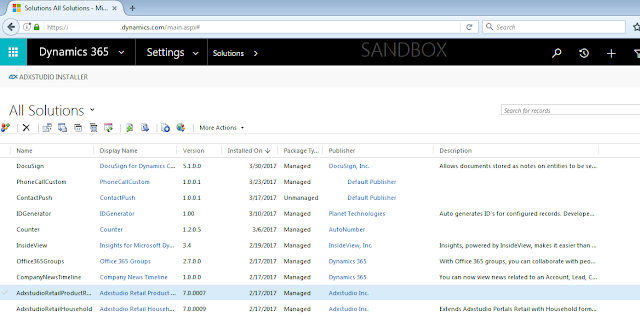 Solutions All Solutions - Mi...
https://
.dynamics.com/main.aspx#
Search
Dynamics 365
Settings
Solutions
SANDBOX
ADXSTUDIO INSTALLER
All Solutions
Search for records
More Actions
Name Display Name Version Installed On Package Ty... Publisher Description
DocuSign DocuSign for Dynamics C... 5.1.0.0 3/30/2017 Managed DocuSign, Inc. Allows documents stored as notes on entities to be se...
PhoneCallCustom PhoneCallCustom 1.0.0.1 3/23/2017 Managed Default Publisher
ContactPush ContactPush 1.0.0.1 3/17/2017 Unmanaged Default Publisher
IDGenerator IDGenerator 1.00 3/10/2017 Managed Planet Technologies Auto generates ID's for configured records. Develope...
Counter Counter 1.2.0.5 3/6/2017 Managed AutoNumber
InsideView Insights for Microsoft Dy... 3.4 2/19/2017 Managed InsideView, Inc. Insights, powered by InsideView, makes it easier than ...
Office365Groups Office 365 Groups 2.7.0.0 2/17/2017 Managed Dynamics 365 With Office 365 groups, you can collaborate with peo...
CompanyNewsTimeline Company News Timeline 1.0.0.0 2/17/2017 Managed Dynamics 365 You can now view news related to an Account, Lead, C...
AdxstudioRetailProductR... Adxstudio Retail Product ... 7.0.0007 2/17/2017 Managed Adxstudio Inc.
AdxstudioRetailHousehold Adxstudio Retail Househ... 7.0.0009 2/17/2017 Managed Adxstudio Inc. Extends Adxstudio Portals Retail with Household form...